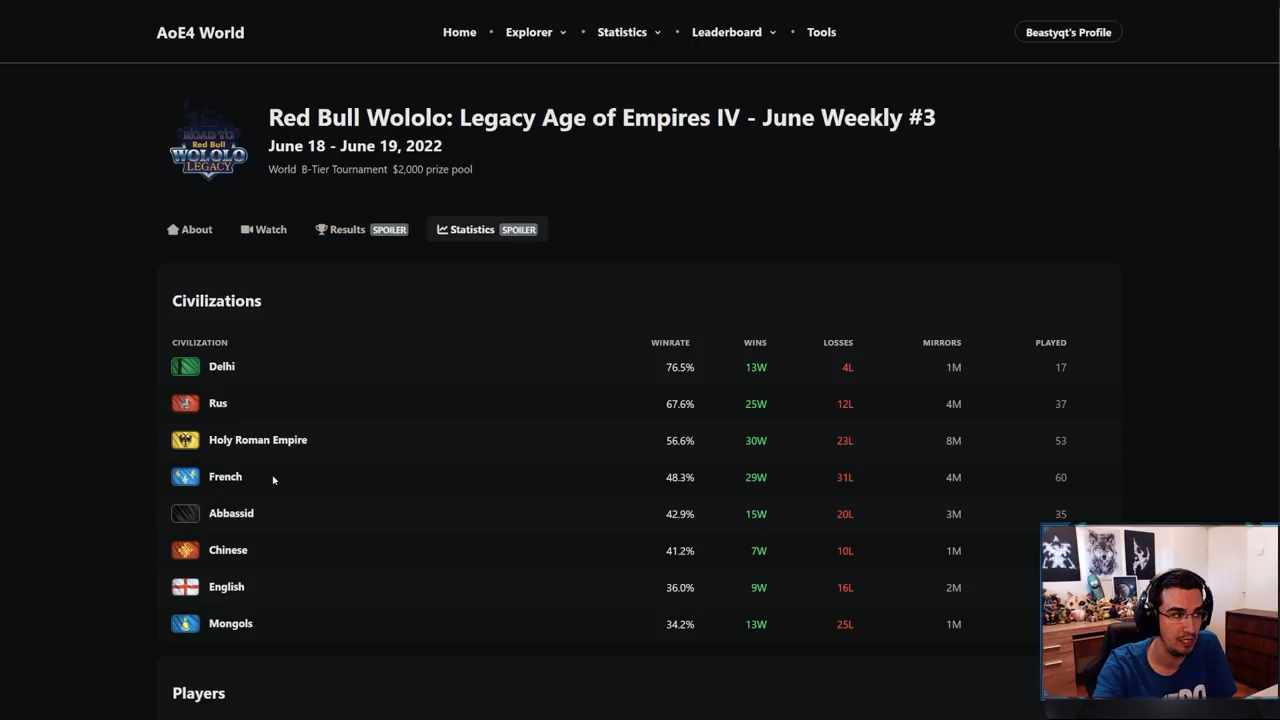 AoE4 World
Home • Explorer • Statistics • Leaderboard • Tools
Beastyqt's Profile
ROAD TO
Red Bull
WOLOLO
LEGACY
Red Bull Wololo: Legacy Age of Empires IV - June Weekly #3
June 18 - June 19, 2022
World B-Tier Tournament $2,000 prize pool
About Watch Results SPOILER Statistics SPOILER
Civilizations
CIVILIZATION WINRATE WINS LOSSES MIRRORS PLAYED
Delhi 76.5% 13W 4L 1M 17
Rus 67.6% 25W 12L 4M 37
Holy Roman Empire 56.6% 30W 23L 8M 53
French 48.3% 29W 31L 4M 60
Abbassid 42.9% 15W 20L 3M 35
Chinese 41.2% 7W 10L 1M
English 36.0% 9W 16L 2M
Mongols 34.2% 13W 25L 1M
Players